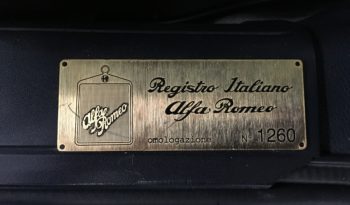 Alfa Romeo
Registro Italiano
Alfa Romeo
omologazione N° 1260